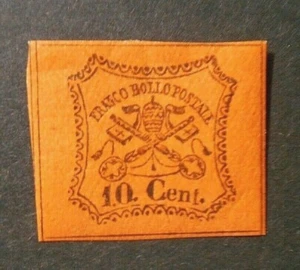 FRANCO BOLLO POSTALE
10. Cent.